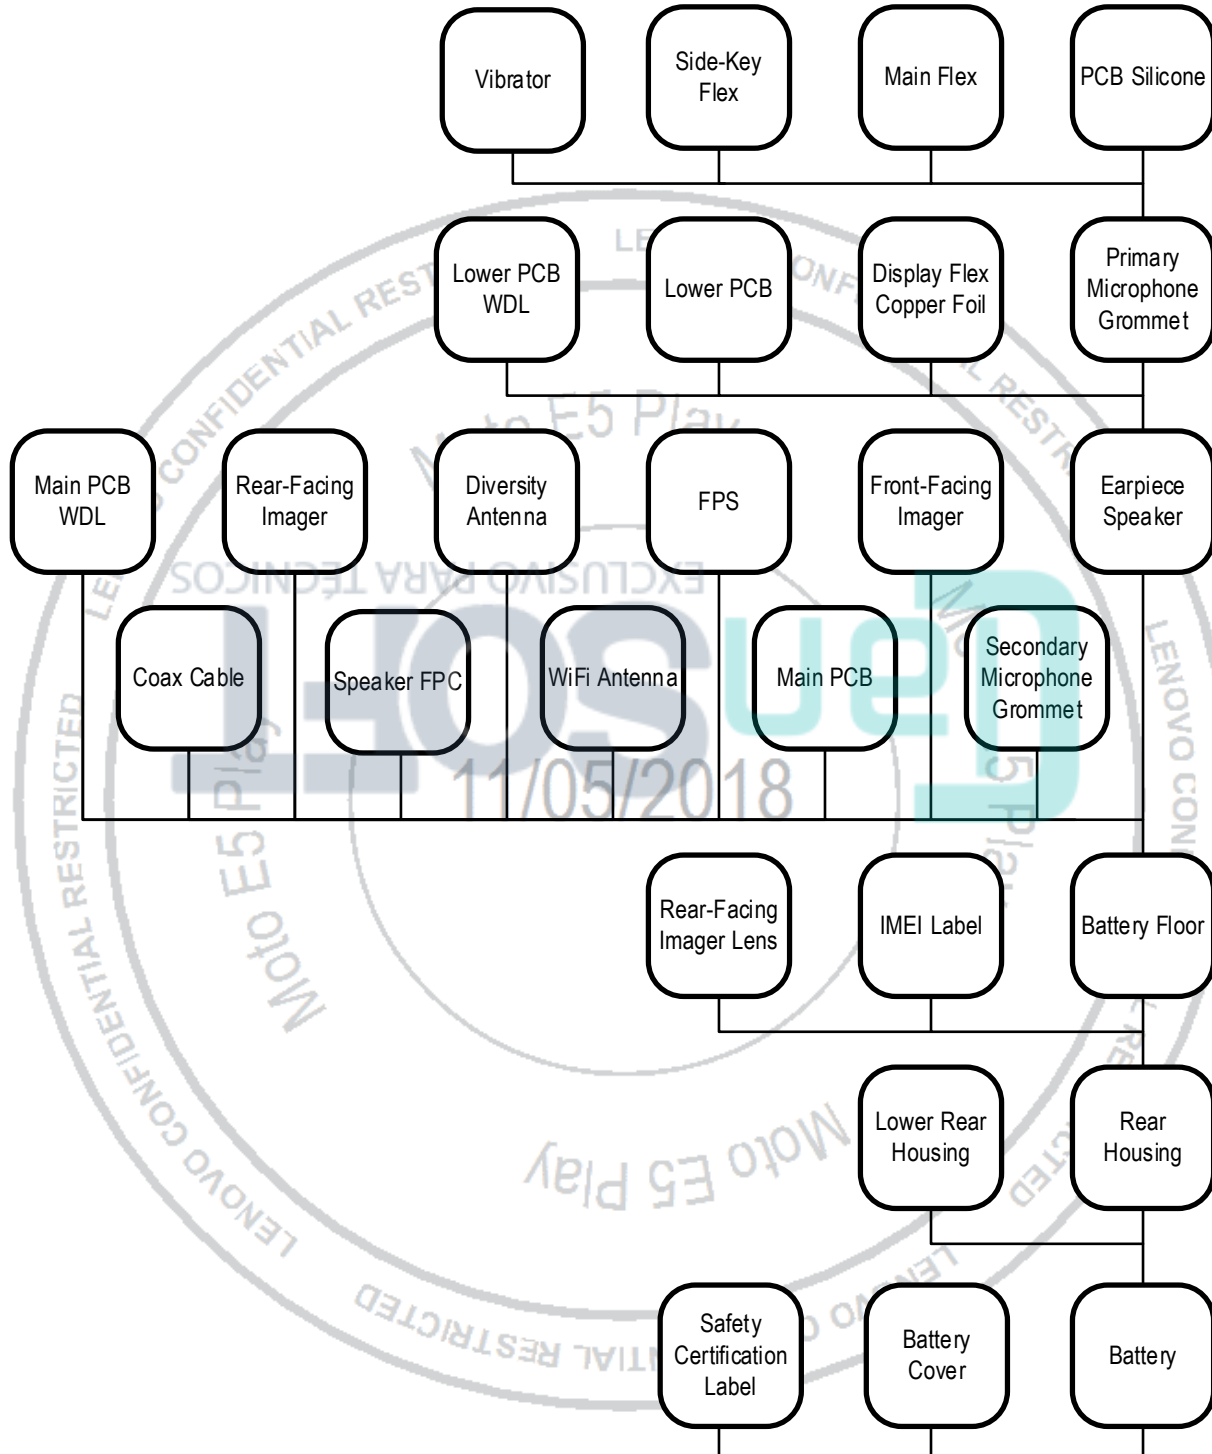 Vibrator
Side-Key
Flex
Main Flex
PCB Silicone
Lower PCB
WDL
Lower PCB
Display Flex
Copper Foil
Primary
Microphone
Grommet
Main PCB
WDL
Rear-Facing
Imager
Diversity
Antenna
FPS
Front-Facing
Imager
Earpiece
Speaker
Coax Cable
Speaker FPC
WiFi Antenna
Main PCB
Secondary
Microphone
Grommet
Rear-Facing
Imager Lens
IMEI Label
Battery Floor
Lower Rear
Housing
Rear
Housing
Safety
Certification
Label
Battery
Cover
Battery
EXCLUSIVO PARA TÉCNICOS
11/05/2018
Moto E5 Play
Moto E5 Play
Moto E5 Play
LENOVO CONFIDENTIAL RESTRICTED